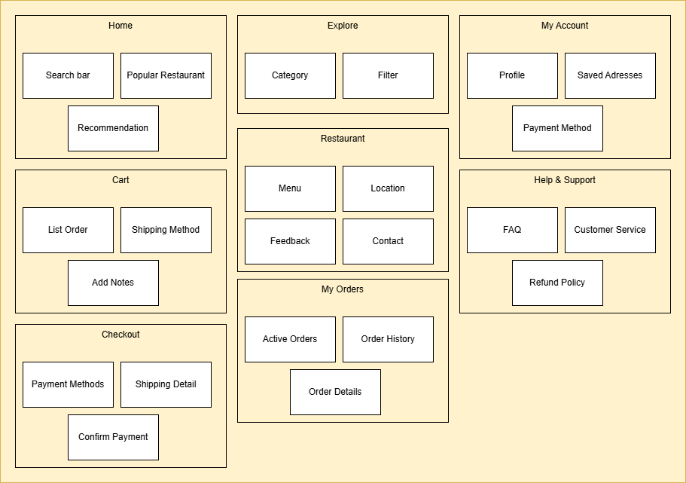 Home
Search bar
Popular Restaurant
Recommendation
Cart
List Order
Shipping Method
Add Notes
Checkout
Payment Methods
Shipping Detail
Confirm Payment
Explore
Category
Filter
Restaurant
Menu
Location
Feedback
Contact
My Orders
Active Orders
Order History
Order Details
My Account
Profile
Saved Adresses
Payment Method
Help & Support
FAQ
Customer Service
Refund Policy